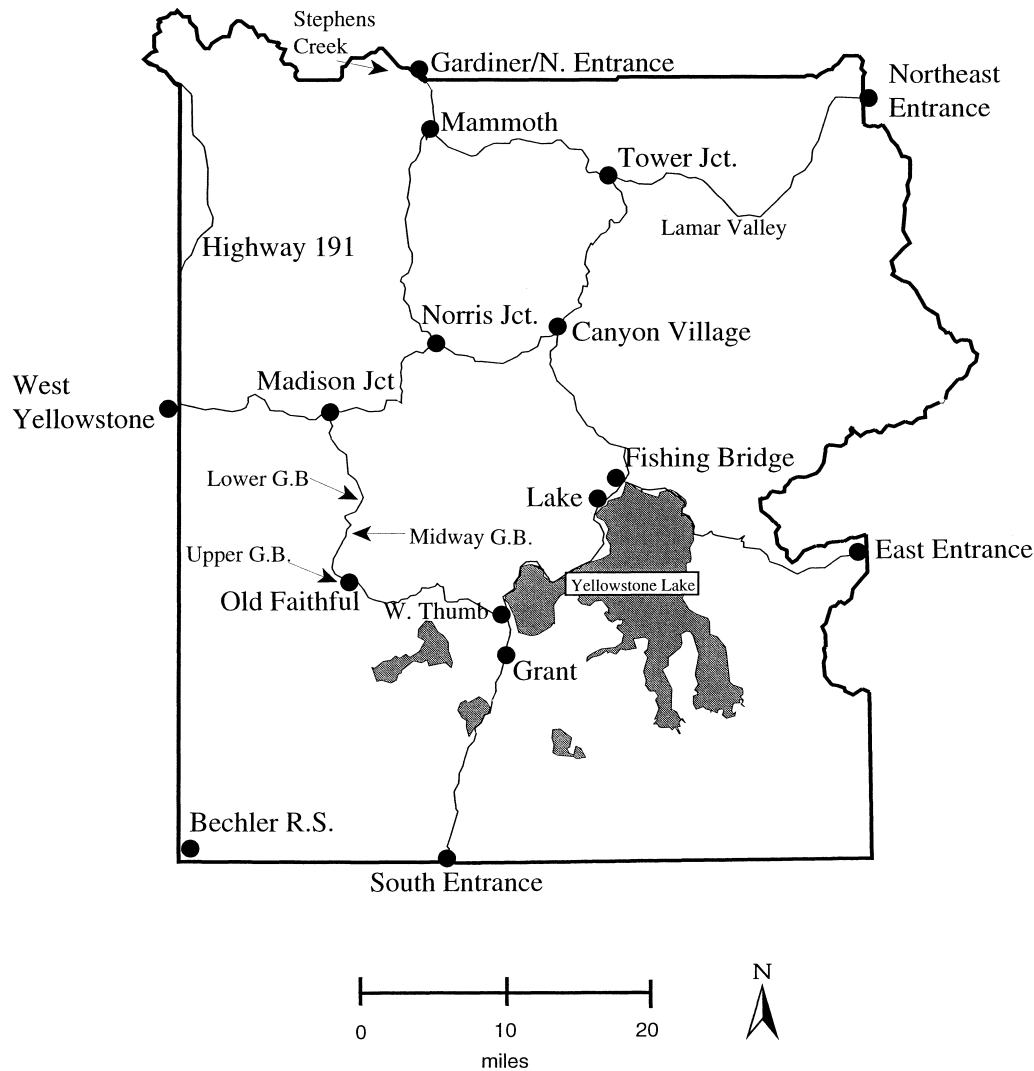 Stephens
Creek
Gardiner/N. Entrance
Northeast
Entrance
Mammoth
Tower Jct.
Lamar Valley
Highway 191
Norris Jct.
Canyon Village
Madison Jct
West
Yellowstone
Fishing Bridge
Lower G.B
Lake
Midway G.B.
East Entrance
Upper G.B.
Yellowstone Lake
Old Faithful
W. Thumb
Grant
Bechler R.S.
South Entrance
N
0 10 20
miles